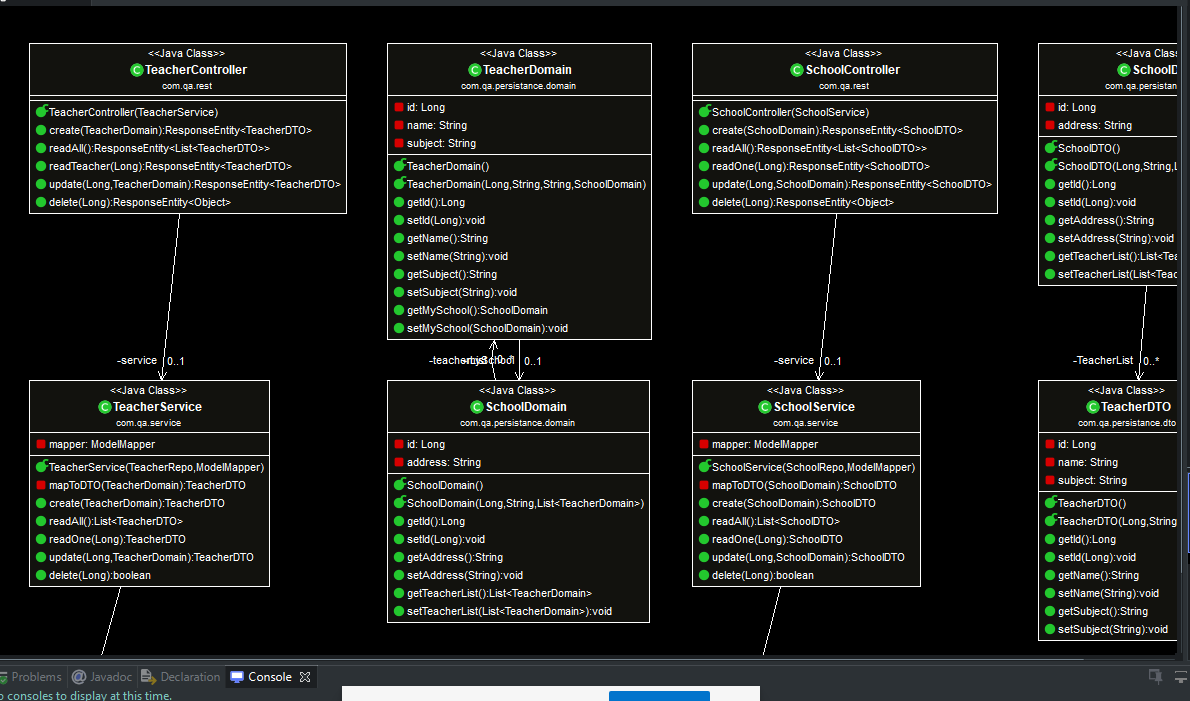 <<Java Class>>
TeacherController
com.qa.rest
TeacherController(TeacherService)
create(TeacherDomain):ResponseEntity<TeacherDTO>
readAll():ResponseEntity<List<TeacherDTO>>
readTeacher(Long):ResponseEntity<TeacherDTO>
update(Long,TeacherDomain):ResponseEntity<TeacherDTO>
delete(Long):ResponseEntity<Object>
<<Java Class>>
TeacherDomain
com.qa.persistance.domain
id: Long
name: String
subject: String
TeacherDomain()
TeacherDomain(Long,String,String,SchoolDomain)
getId():Long
setId(Long):void
getName():String
setName(String):void
getSubject():String
setSubject(String):void
getMySchool():SchoolDomain
setMySchool(SchoolDomain):void
<<Java Class>>
SchoolController
com.qa.rest
SchoolController(SchoolService)
create(SchoolDomain):ResponseEntity<SchoolDTO>
readAll():ResponseEntity<List<SchoolDTO>>
readOne(Long):ResponseEntity<SchoolDTO>
update(Long,SchoolDomain):ResponseEntity<SchoolDTO>
delete(Long):ResponseEntity<Object>
<<Java Clas
SchoolD
com.qa.persistan
id: Long
address: String
SchoolDTO()
SchoolDTO(Long,String,L
getId():Long
setId(Long):void
getAddress():String
setAddress(String):void
getTeacherList():List<Tea
setTeacherList(List<Teac
-service 0..1
0..1
-service 0..1
-TeacherList 0..*
<<Java Class>>
TeacherService
com.qa.service
mapper: ModelMapper
TeacherService(TeacherRepo,ModelMapper)
mapToDTO(TeacherDomain):TeacherDTO
create(TeacherDomain):TeacherDTO
readAll():List<TeacherDTO>
readOne(Long):TeacherDTO
update(Long,TeacherDomain):TeacherDTO
delete(Long):boolean
<<Java Class>>
SchoolDomain
com.qa.persistance.domain
id: Long
address: String
SchoolDomain()
SchoolDomain(Long,String,List<TeacherDomain>)
getId():Long
setId(Long):void
getAddress():String
setAddress(String):void
getTeacherList():List<TeacherDomain>
setTeacherList(List<TeacherDomain>):void
<<Java Class>>
SchoolService
com.qa.service
mapper: ModelMapper
SchoolService(SchoolRepo,ModelMapper)
mapToDTO(SchoolDomain):SchoolDTO
create(SchoolDomain):SchoolDTO
readAll():List<SchoolDTO>
readOne(Long):SchoolDTO
update(Long,SchoolDomain):SchoolDTO
delete(Long):boolean
<<Java Class>>
TeacherDTO
com.qa.persistance.dto
id: Long
name: String
subject: String
TeacherDTO()
TeacherDTO(Long,String
getId():Long
setId(Long):void
getName():String
setName(String):void
getSubject():String
setSubject(String):void
Problems @ Javadoc Declaration Console
o consoles to display at this time.